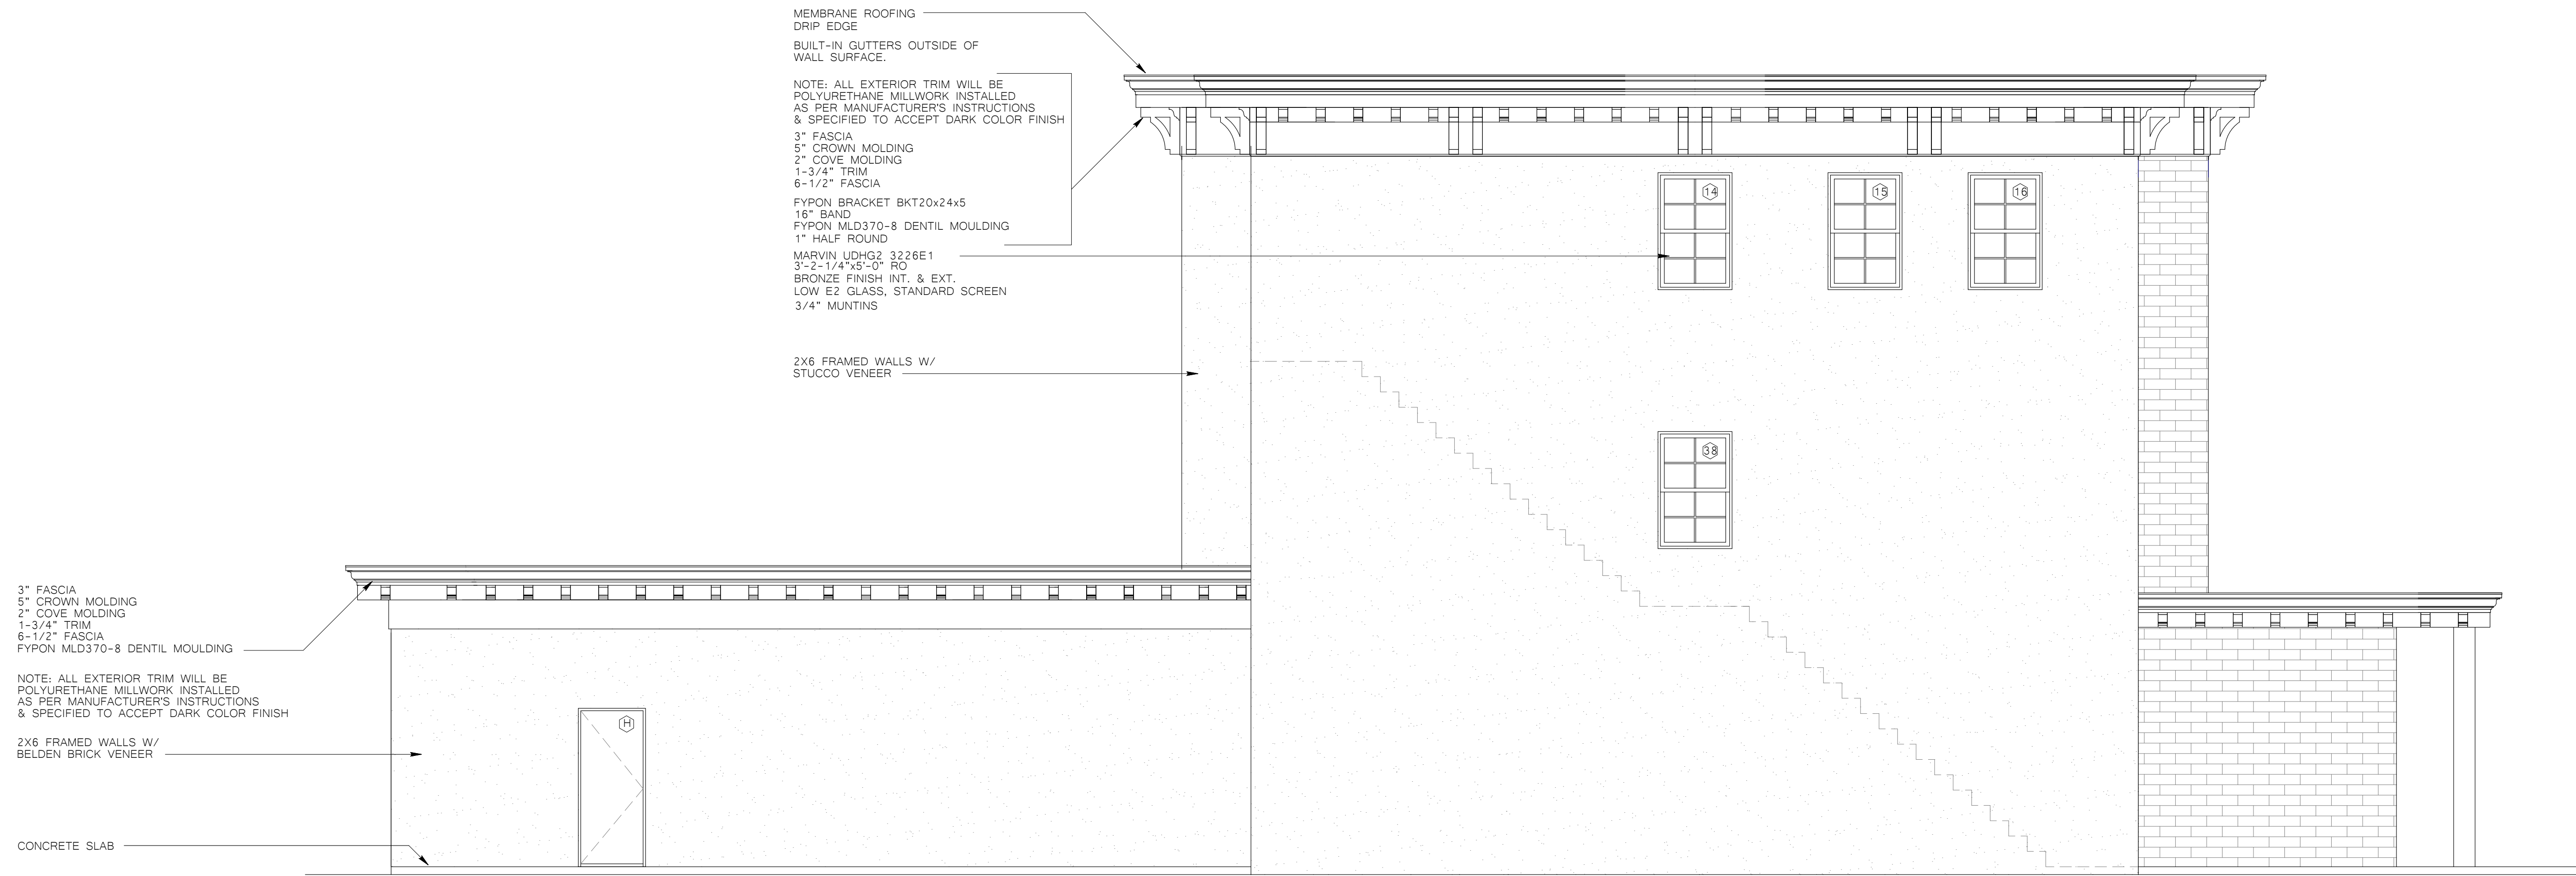 MEMBRANE ROOFING
DRIP EDGE
BUILT-IN GUTTERS OUTSIDE OF
WALL SURFACE.
NOTE: ALL EXTERIOR TRIM WILL BE
POLYURETHANE MILLWORK INSTALLED
AS PER MANUFACTURER'S INSTRUCTIONS
& SPECIFIED TO ACCEPT DARK COLOR FINISH
3" FASCIA
5" CROWN MOLDING
2" COVE MOLDING
1-3/4" TRIM
6-1/2" FASCIA
FYPON BRACKET BKT20x24x5
16" BAND
FYPON MLD370-8 DENTIL MOULDING
1" HALF ROUND
MARVIN UDHG2 3226E1
3'-2-1/4"x5'-0" RO
BRONZE FINISH INT. & EXT.
LOW E2 GLASS, STANDARD SCREEN
3/4" MUNTINS
2X6 FRAMED WALLS W/
STUCCO VENEER
14
15
16
38
3" FASCIA
5" CROWN MOLDING
2" COVE MOLDING
1-3/4" TRIM
6-1/2" FASCIA
FYPON MLD370-8 DENTIL MOULDING
NOTE: ALL EXTERIOR TRIM WILL BE
POLYURETHANE MILLWORK INSTALLED
AS PER MANUFACTURER'S INSTRUCTIONS
& SPECIFIED TO ACCEPT DARK COLOR FINISH
2X6 FRAMED WALLS W/
BELDEN BRICK VENEER
H
CONCRETE SLAB